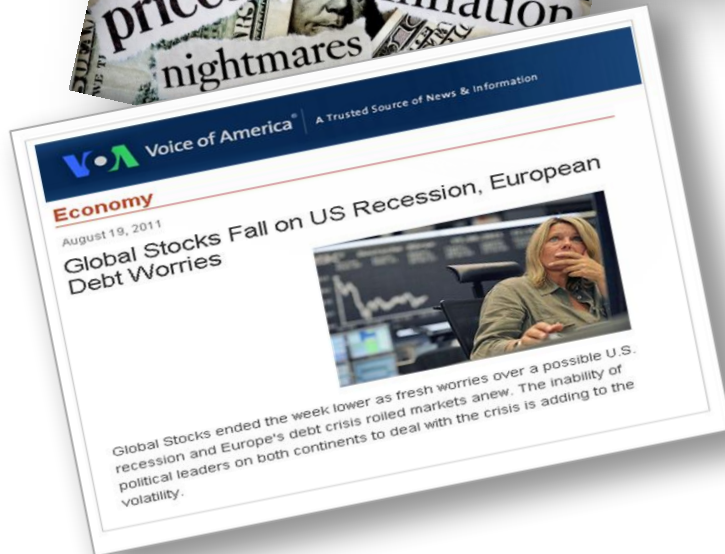 price
nightmares
VOA Voice of America® A Trusted Source of News & Information
Economy
August 19, 2011
Global Stocks Fall on US Recession, European
Debt Worries
Global Stocks ended the week lower as fresh worries over a possible U.S.
recession and Europe's debt crisis roiled markets anew. The inability of
political leaders on both continents to deal with the crisis is adding to the
volatility.